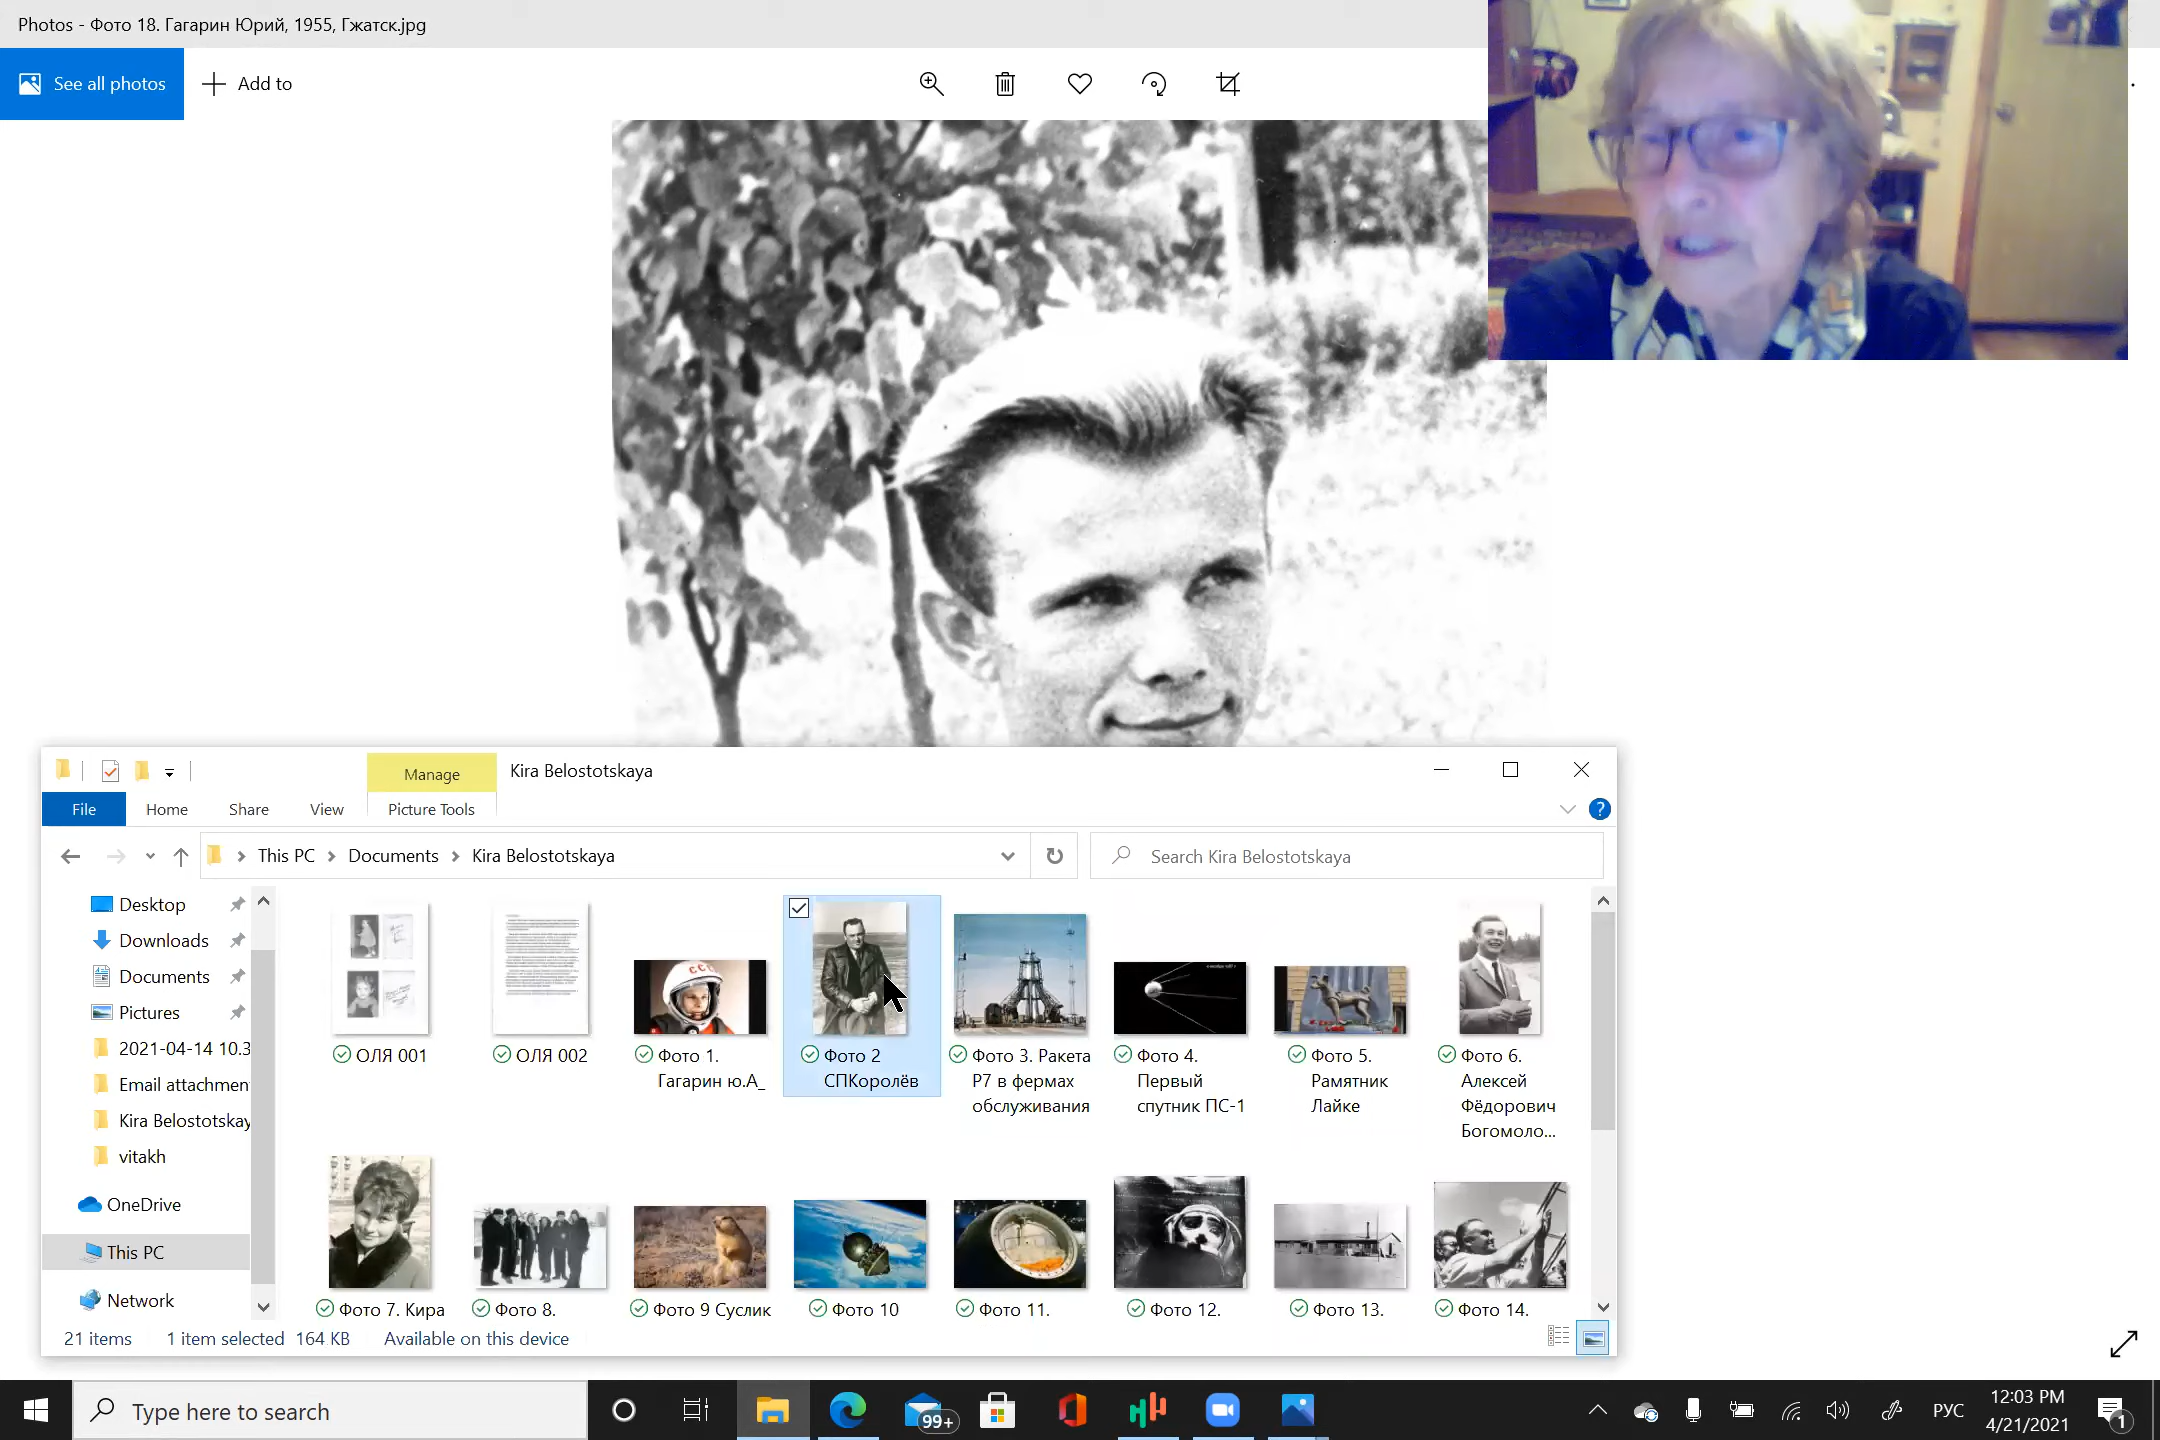 Photos - Фото 18. Гагарин Юрий, 1955, Гжатск.jpg
See all photos
Add to
Manage
Kira Belostotskaya
File
Home
Share
View
Picture Tools
This PC
Documents
Kira Belostotskaya
Search Kira Belostotskaya
Desktop
Downloads
Documents
Pictures
2021-04-14 10.3
Email attachmen
Kira Belostotskay
vitakh
OneDrive
This PC
Network
ОЛЯ 001
ОЛЯ 002
Фото 1.
Гагарин ю.А_
Фото 2
СПКоролёв
Фото 3. Ракета
Р7 в фермах
обслуживания
Фото 4.
Первый
спутник ПС-1
Фото 5.
Рамятник
Лайке
Фото 6.
Алексей
Фёдорович
Богомоло...
Фото 7. Кира
Фото 8.
Фото 9 Суслик
Фото 10
Фото 11.
Фото 12.
Фото 13.
Фото 14.
21 items
1 item selected 164 KB
Available on this device
Type here to search
99+
РУС
12:03 PM
4/21/2021
1